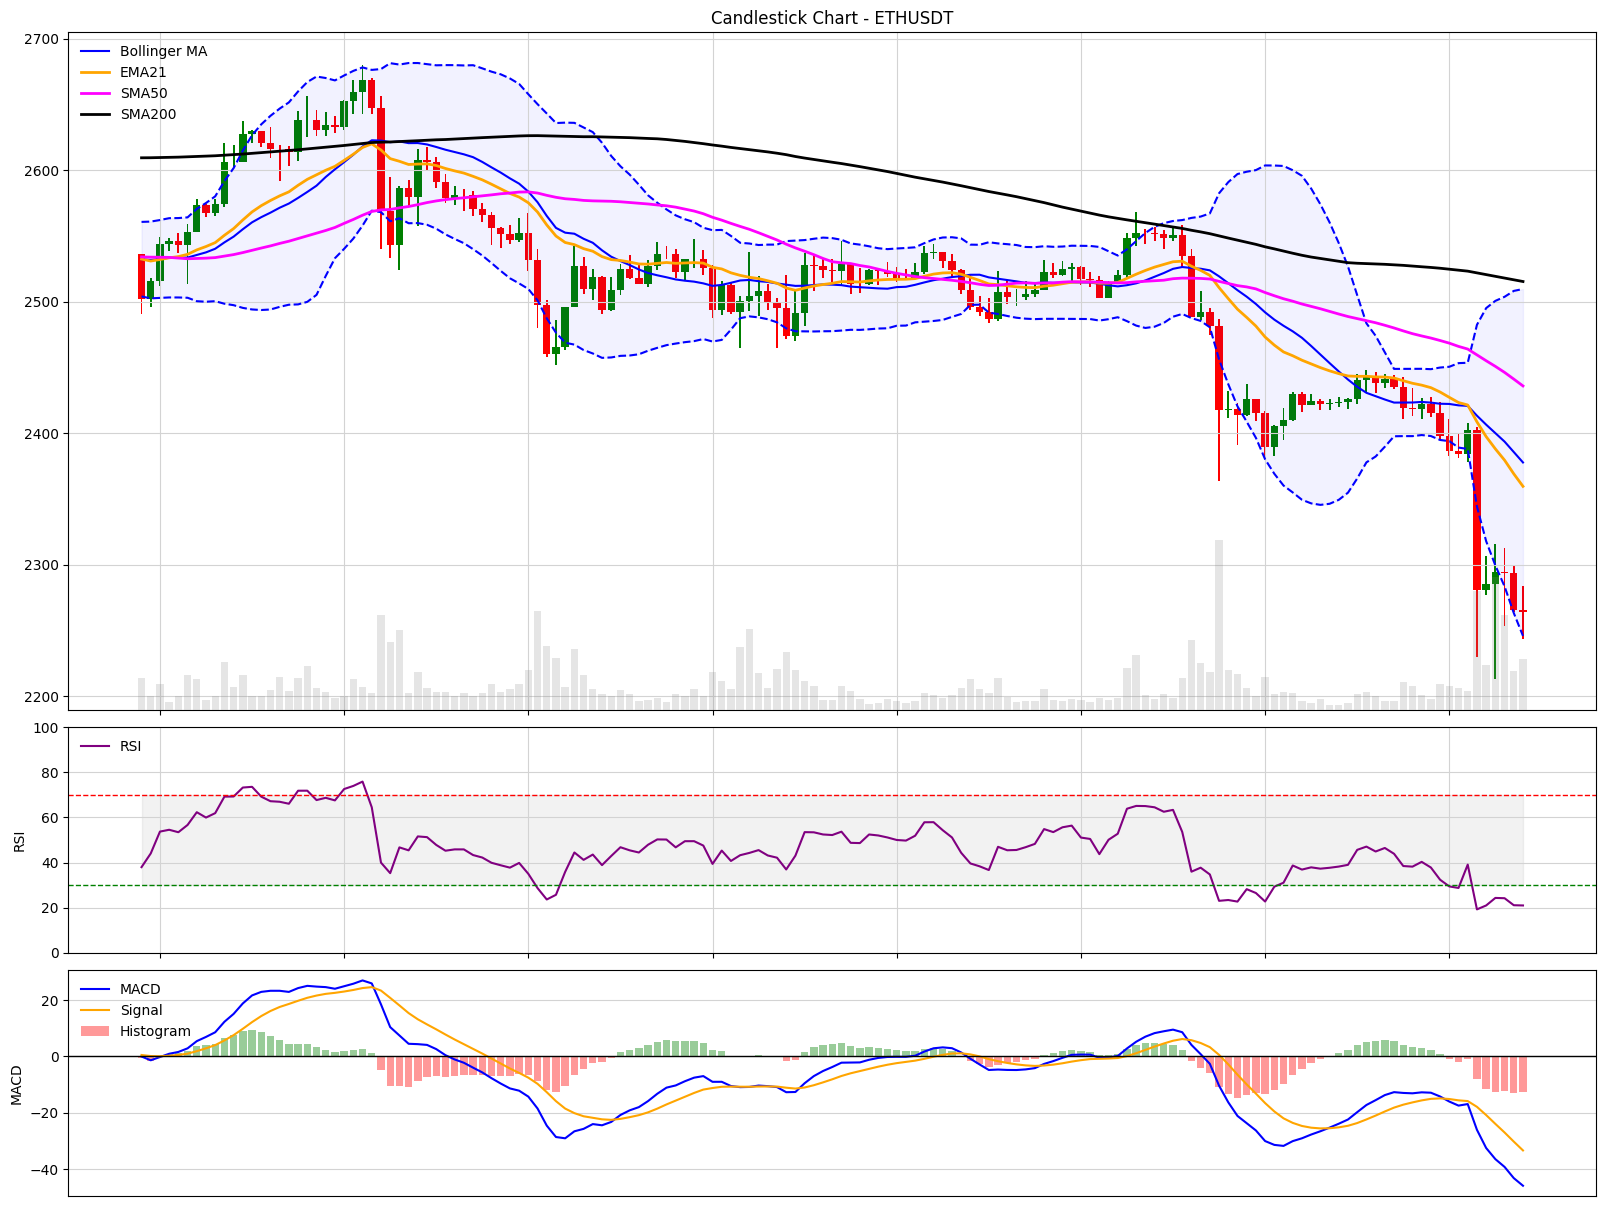 Candlestick Chart - ETHUSDT
2700
2600
2500
2400
2300
2200
Bollinger MA
EMA21
SMA50
SMA200
100
80
60
40
20
0
RSI
RSI
20
0
−20
−40
MACD
MACD
Signal
Histogram